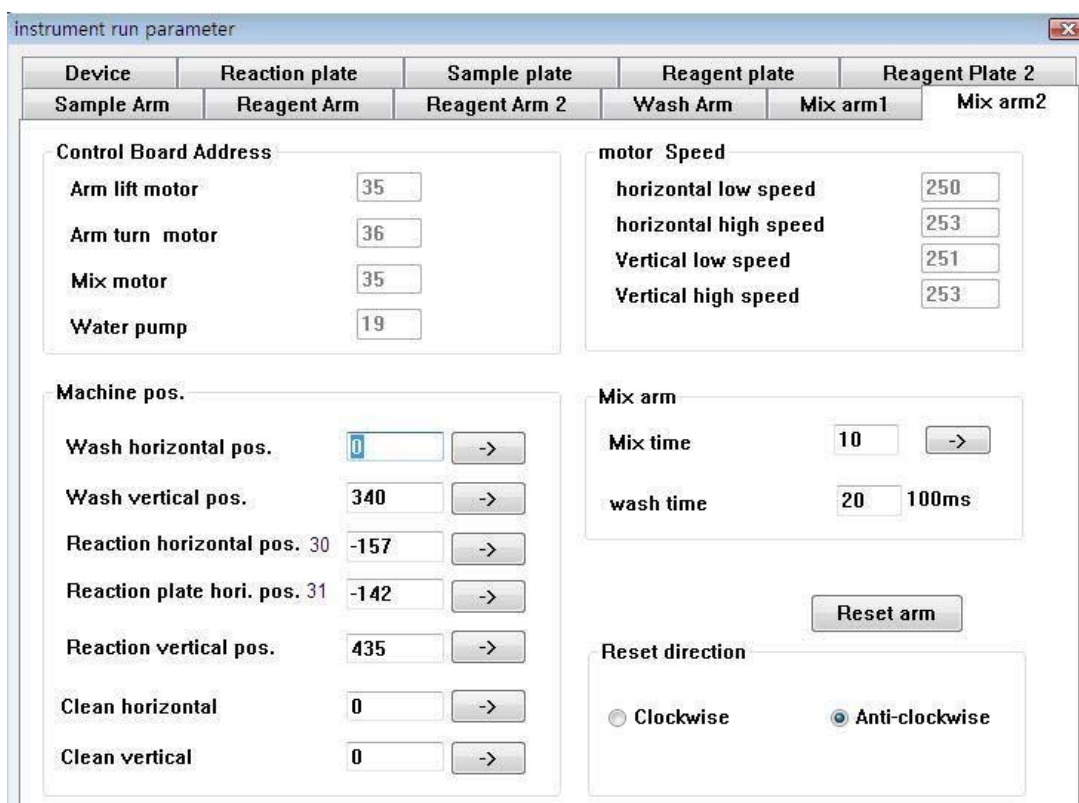 instrument run parameter
Device Reaction plate Sample plate Reagent plate Reagent Plate 2
Sample Arm Reagent Arm Reagent Arm 2 Wash Arm Mix arm1 Mix arm2
Control Board Address
Arm lift motor 35
Arm turn motor 36
Mix motor 35
Water pump 19
motor Speed
horizontal low speed 250
horizontal high speed 253
Vertical low speed 251
Vertical high speed 253
Machine pos.
Wash horizontal pos. 0 ->
Wash vertical pos. 340 ->
Reaction horizontal pos. 30 -157 ->
Reaction plate hori. pos. 31 -142 ->
Reaction vertical pos. 435 ->
Clean horizontal 0 ->
Clean vertical 0 ->
Mix arm
Mix time 10 ->
wash time 20 100ms
Reset arm
Reset direction
Clockwise Anti-clockwise